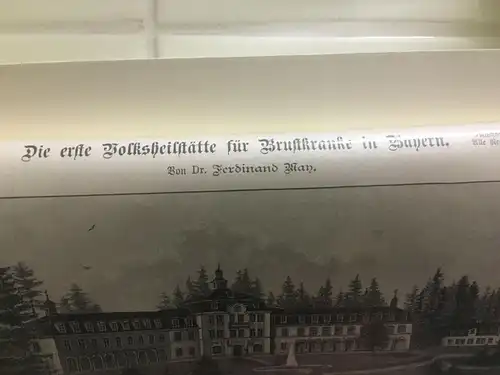 Die erste Volksheilstätte für Brustkranke in Bayern.
Von Dr. Ferdinand May.